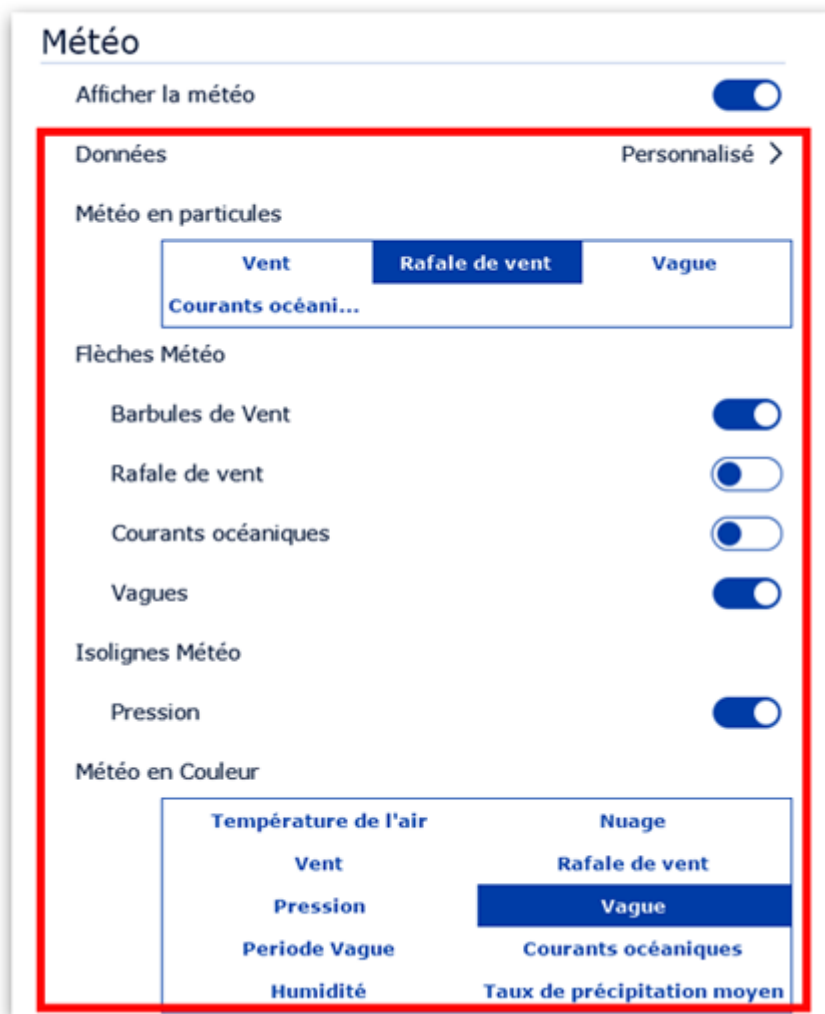 Météo
Afficher la météo
Données Personnalisé
Météo en particules
Vent Rafale de vent Vague
Courants océani...
Flèches Météo
Barbules de Vent
Rafale de vent
Courants océaniques
Vagues
Isolignes Météo
Pression
Météo en Couleur
Température de l'air Nuage
Vent Rafale de vent
Pression Vague
Periode Vague Courants océaniques
Humidité Taux de précipitation moyen